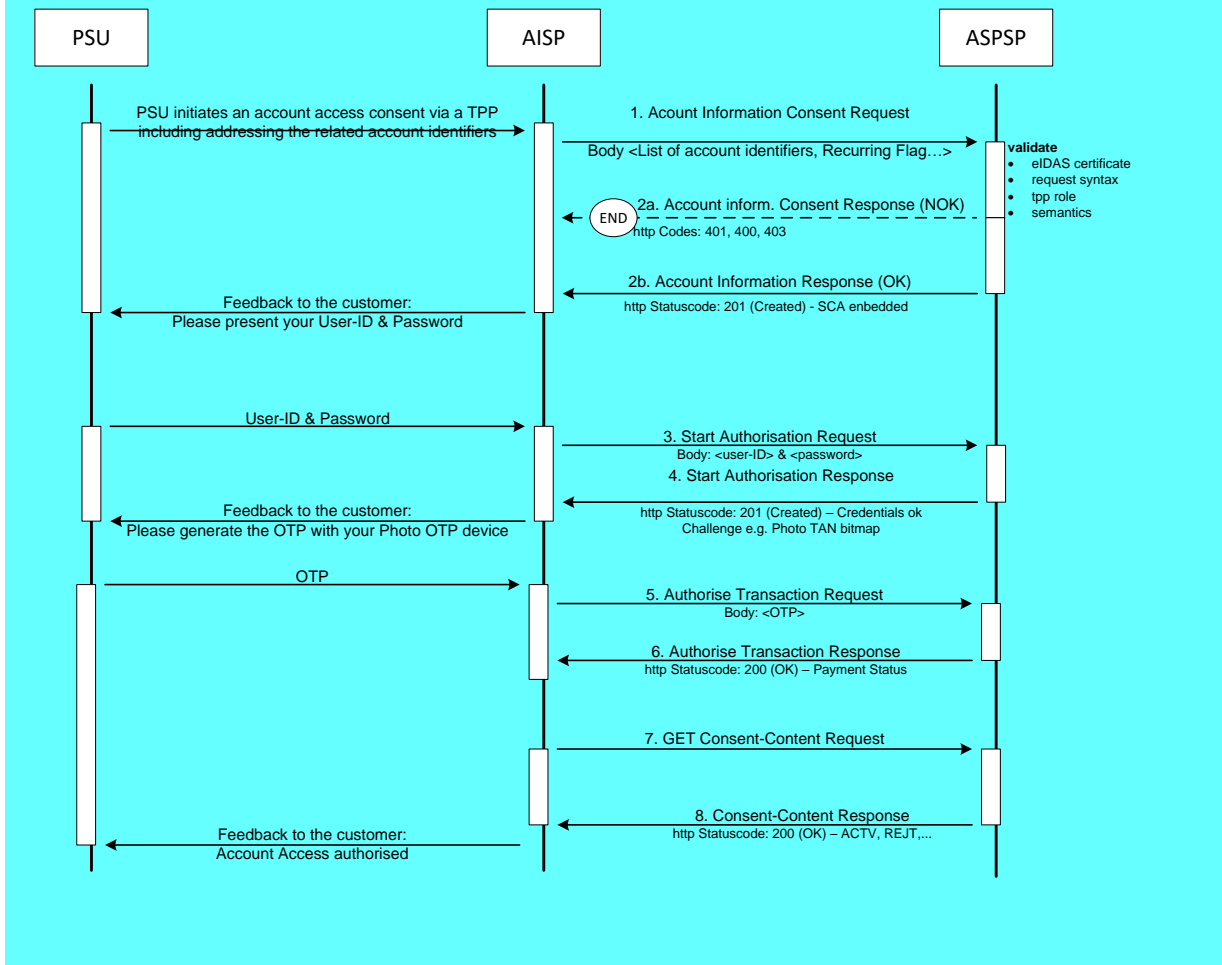 PSU
AISP
ASPSP
PSU initiates an account access consent via a TPP
including addressing the related account identifiers
1. Acount Information Consent Request
Body <List of account identifiers, Recurring Flag…>
validate
• eIDAS certificate
• request syntax
• tpp role
• semantics
2a. Account inform. Consent Response (NOK)
END
http Codes: 401, 400, 403
2b. Account Information Response (OK)
http Statuscode: 201 (Created) - SCA enbedded
Feedback to the customer:
Please present your User-ID & Password
User-ID & Password
3. Start Authorisation Request
Body: <user-ID> & <password>
4. Start Authorisation Response
http Statuscode: 201 (Created) – Credentials ok
Challenge e.g. Photo TAN bitmap
Feedback to the customer:
Please generate the OTP with your Photo OTP device
OTP
5. Authorise Transaction Request
Body: <OTP>
6. Authorise Transaction Response
http Statuscode: 200 (OK) – Payment Status
7. GET Consent-Content Request
8. Consent-Content Response
http Statuscode: 200 (OK) – ACTV, REJT,...
Feedback to the customer:
Account Access authorised